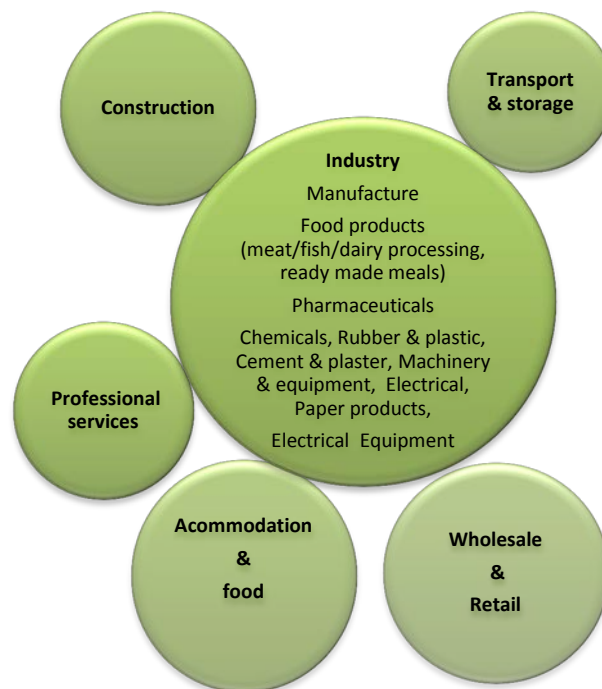 Construction
Transport
& storage
Industry
Manufacture
Food products
(meat/fish/dairy processing,
ready made meals)
Pharmaceuticals
Chemicals, Rubber & plastic,
Cement & plaster, Machinery
& equipment, Electrical,
Paper products,
Electrical Equipment
Professional
services
Acommodation
&
food
Wholesale
&
Retail